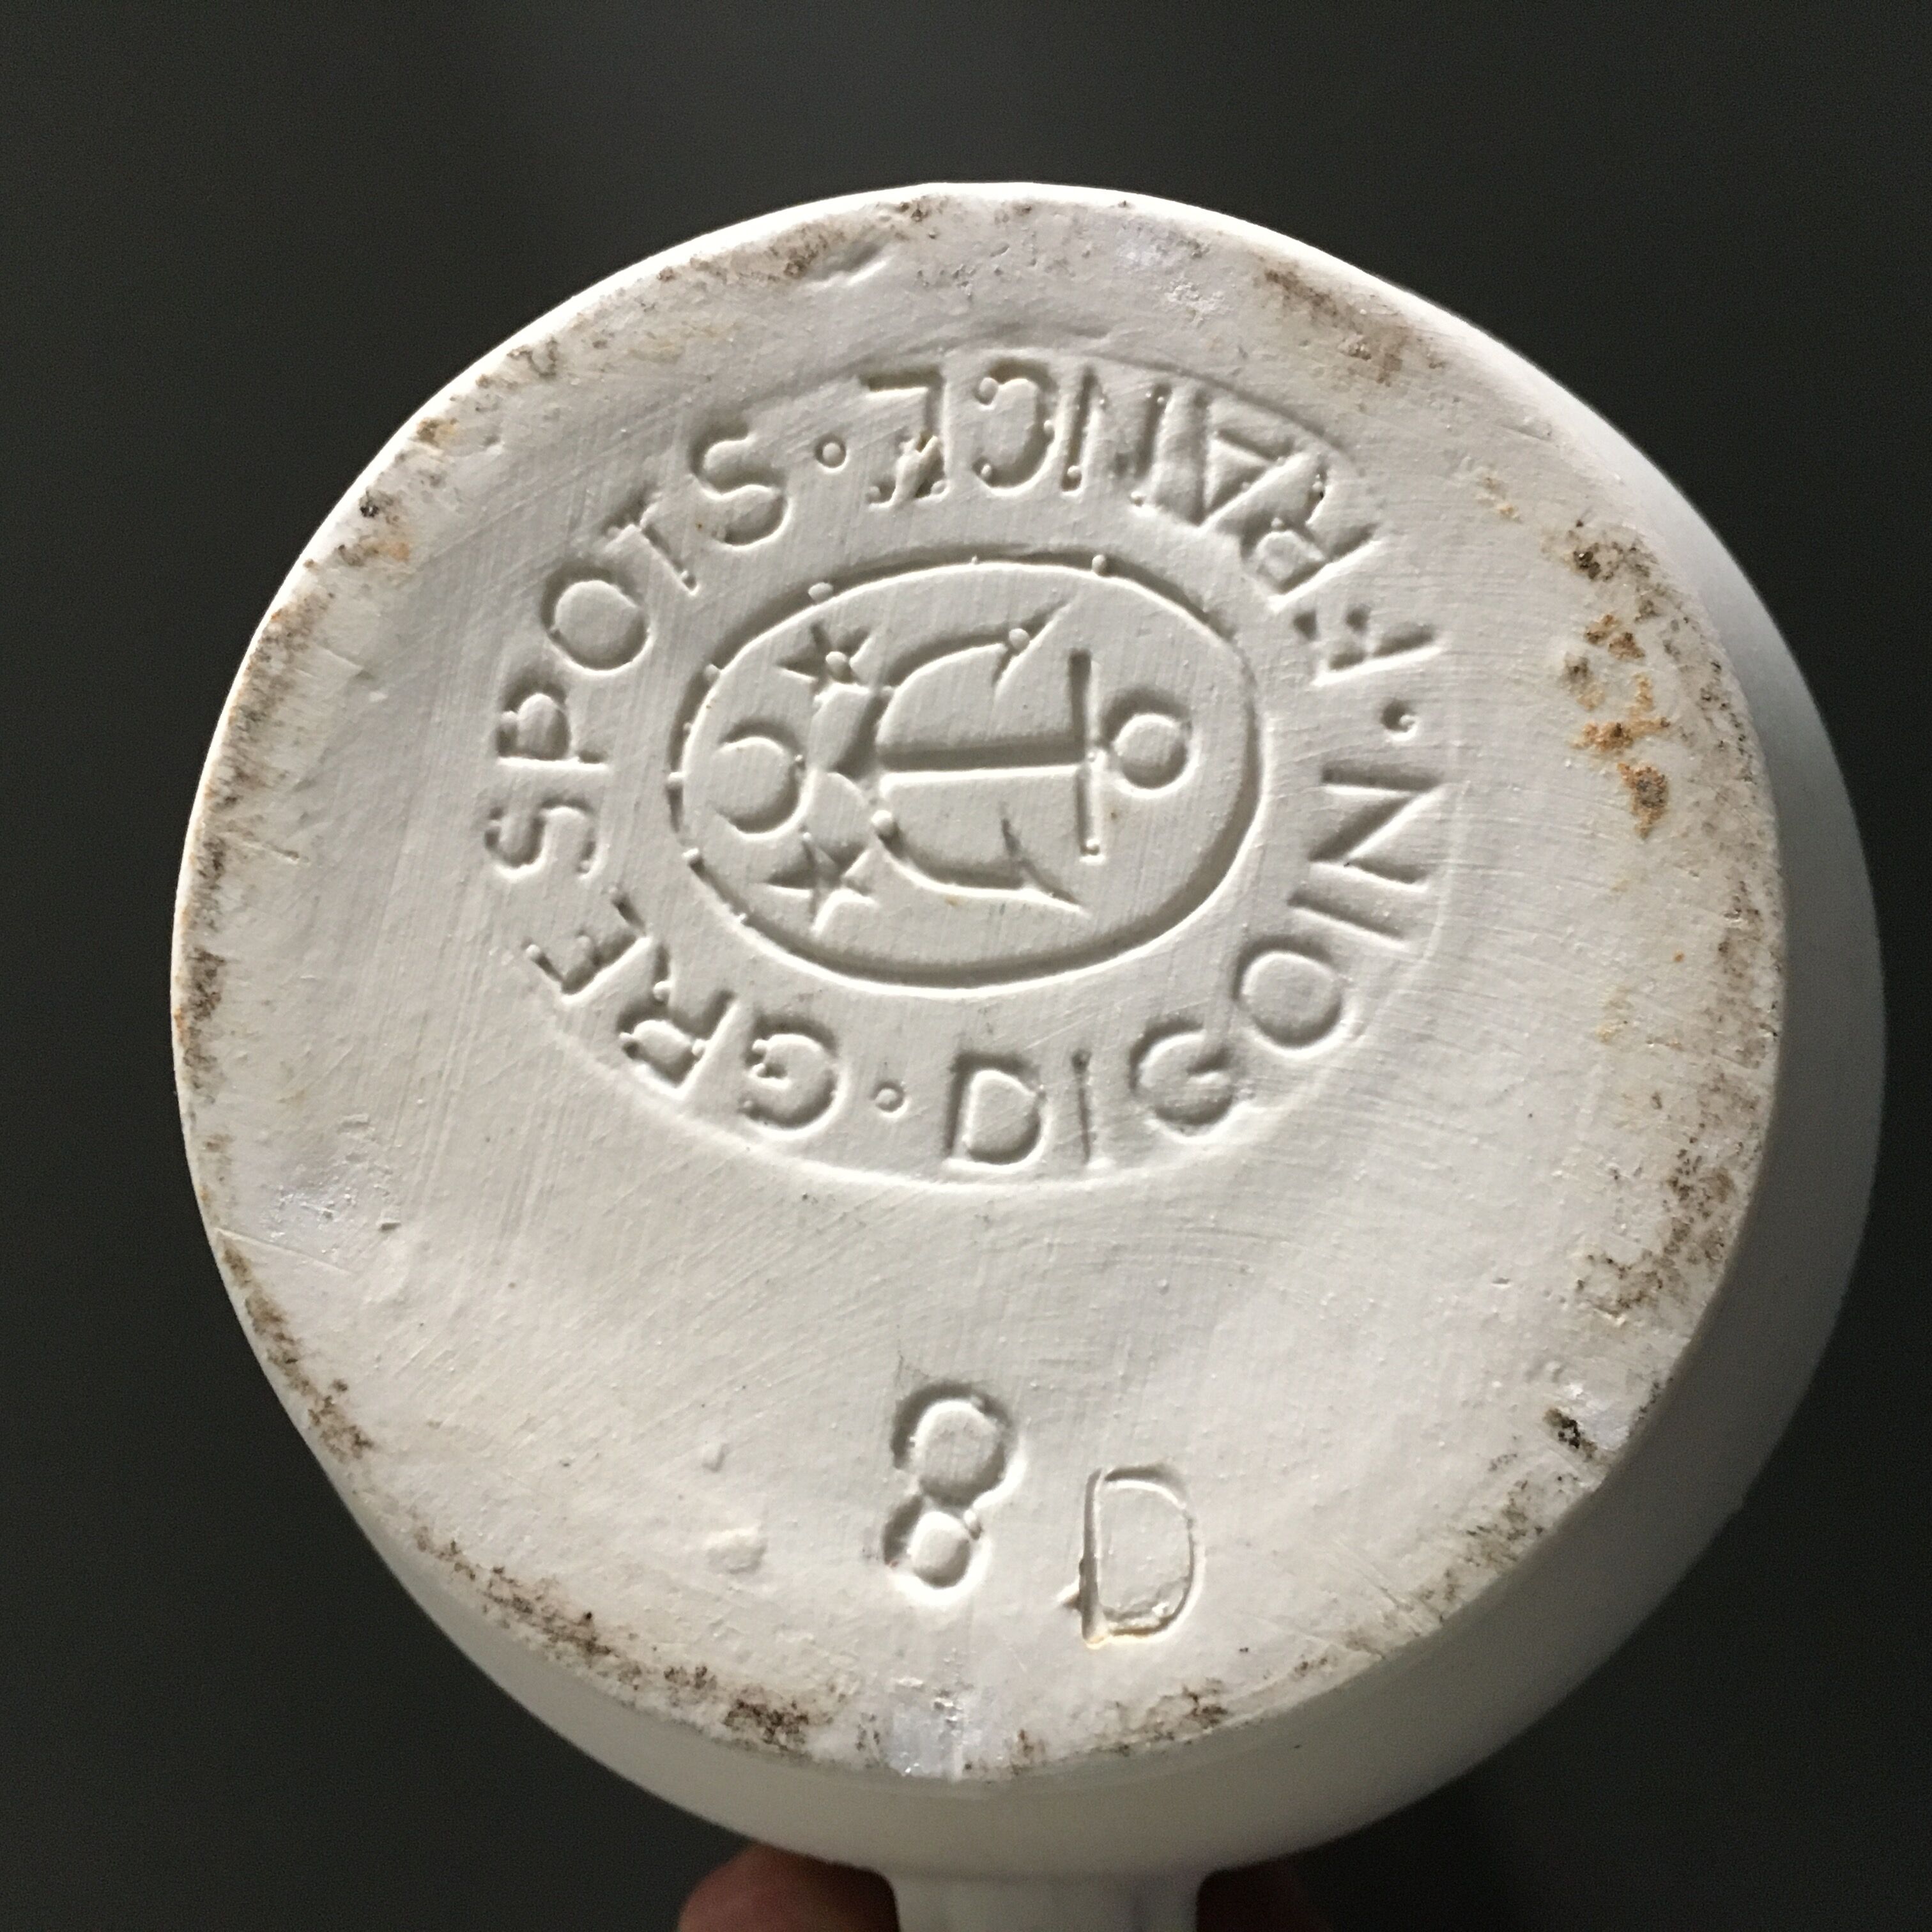 GRES POTS · FRANCE · DIGOIN ·
8 D